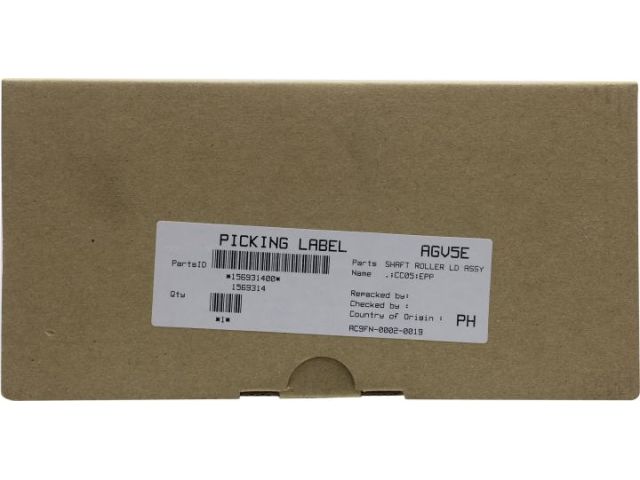 PICKING LABEL AGV5E
PartsID
*156931400*
1569314
Parts SHAFT ROLLER LD ASSY
Name .;CC05;EPP
Qty
*1*
Repacked by:
Checked by :
Country of Origin : PH
AC9FN-0002-0019